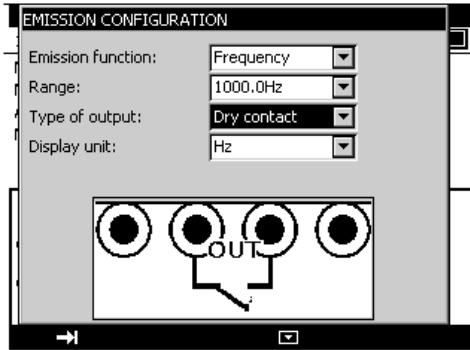 EMISSION CONFIGURATION
Emission function: Frequency
Range: 1000.0Hz
Type of output: Dry contact
Display unit: Hz
OUT